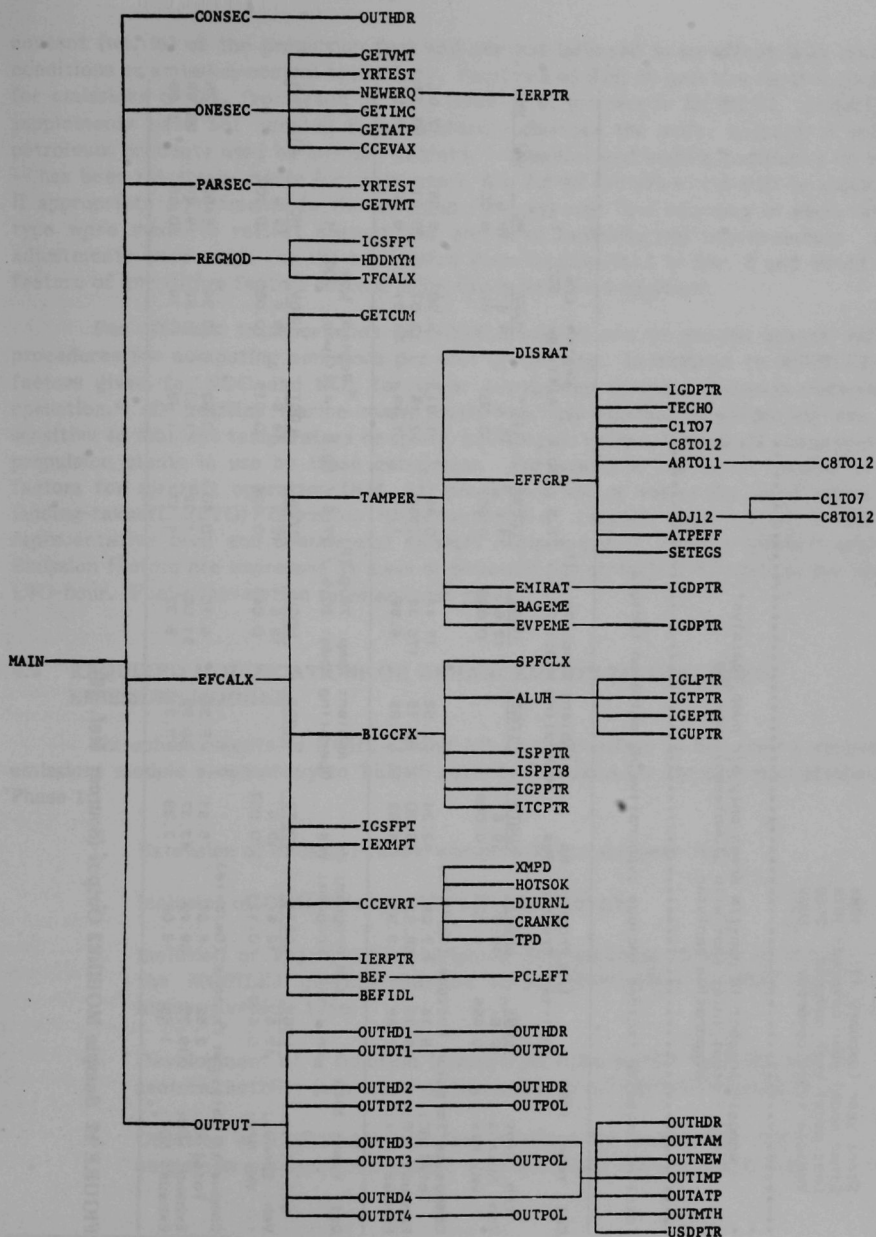 CONSEC OUTHDR
GETVMT
YRTEST
ONESEC NEWERQ IERPTR
GETIMC
GETATP
CCEVAX
PARSEC YRTEST
GETVMT
IGSFPT
REGMOD HDDMYM
TFCALX
GETCUM
DISRAT
IGDPTR
TECHO
C1TO7
C8TO12
A8TO11 C8TO12
EFFGRP
TAMPER
C1TO7
ADJ12 C8TO12
ATPEFF
SETEGS
EMIRAT IGDPTR
BAGEME
EVPEME IGDPTR
MAIN
EFCALX
SPFCLX
ALUH IGLPTR
IGTPTR
IGEPTR
IGUPTR
BIGCFX
ISPPTR
ISPPT8
IGPPTR
ITCPTR
IGSFPT
IEXMPT
XMPD
HOTSOK
CCEVRT DIURNL
CRANKC
TPD
IERPTR
BEF PCLEFT
BEFIDL
OUTHD1 OUTHDR
OUTDT1 OUTPOL
OUTHD2 OUTHDR
OUTDT2 OUTPOL
OUTPUT
OUTHD3
OUTDT3 OUTPOL
OUTHD4
OUTDT4 OUTPOL
OUTHDR
OUTTAM
OUTNEW
OUTIMP
OUTATP
OUTMTH
USDPTR